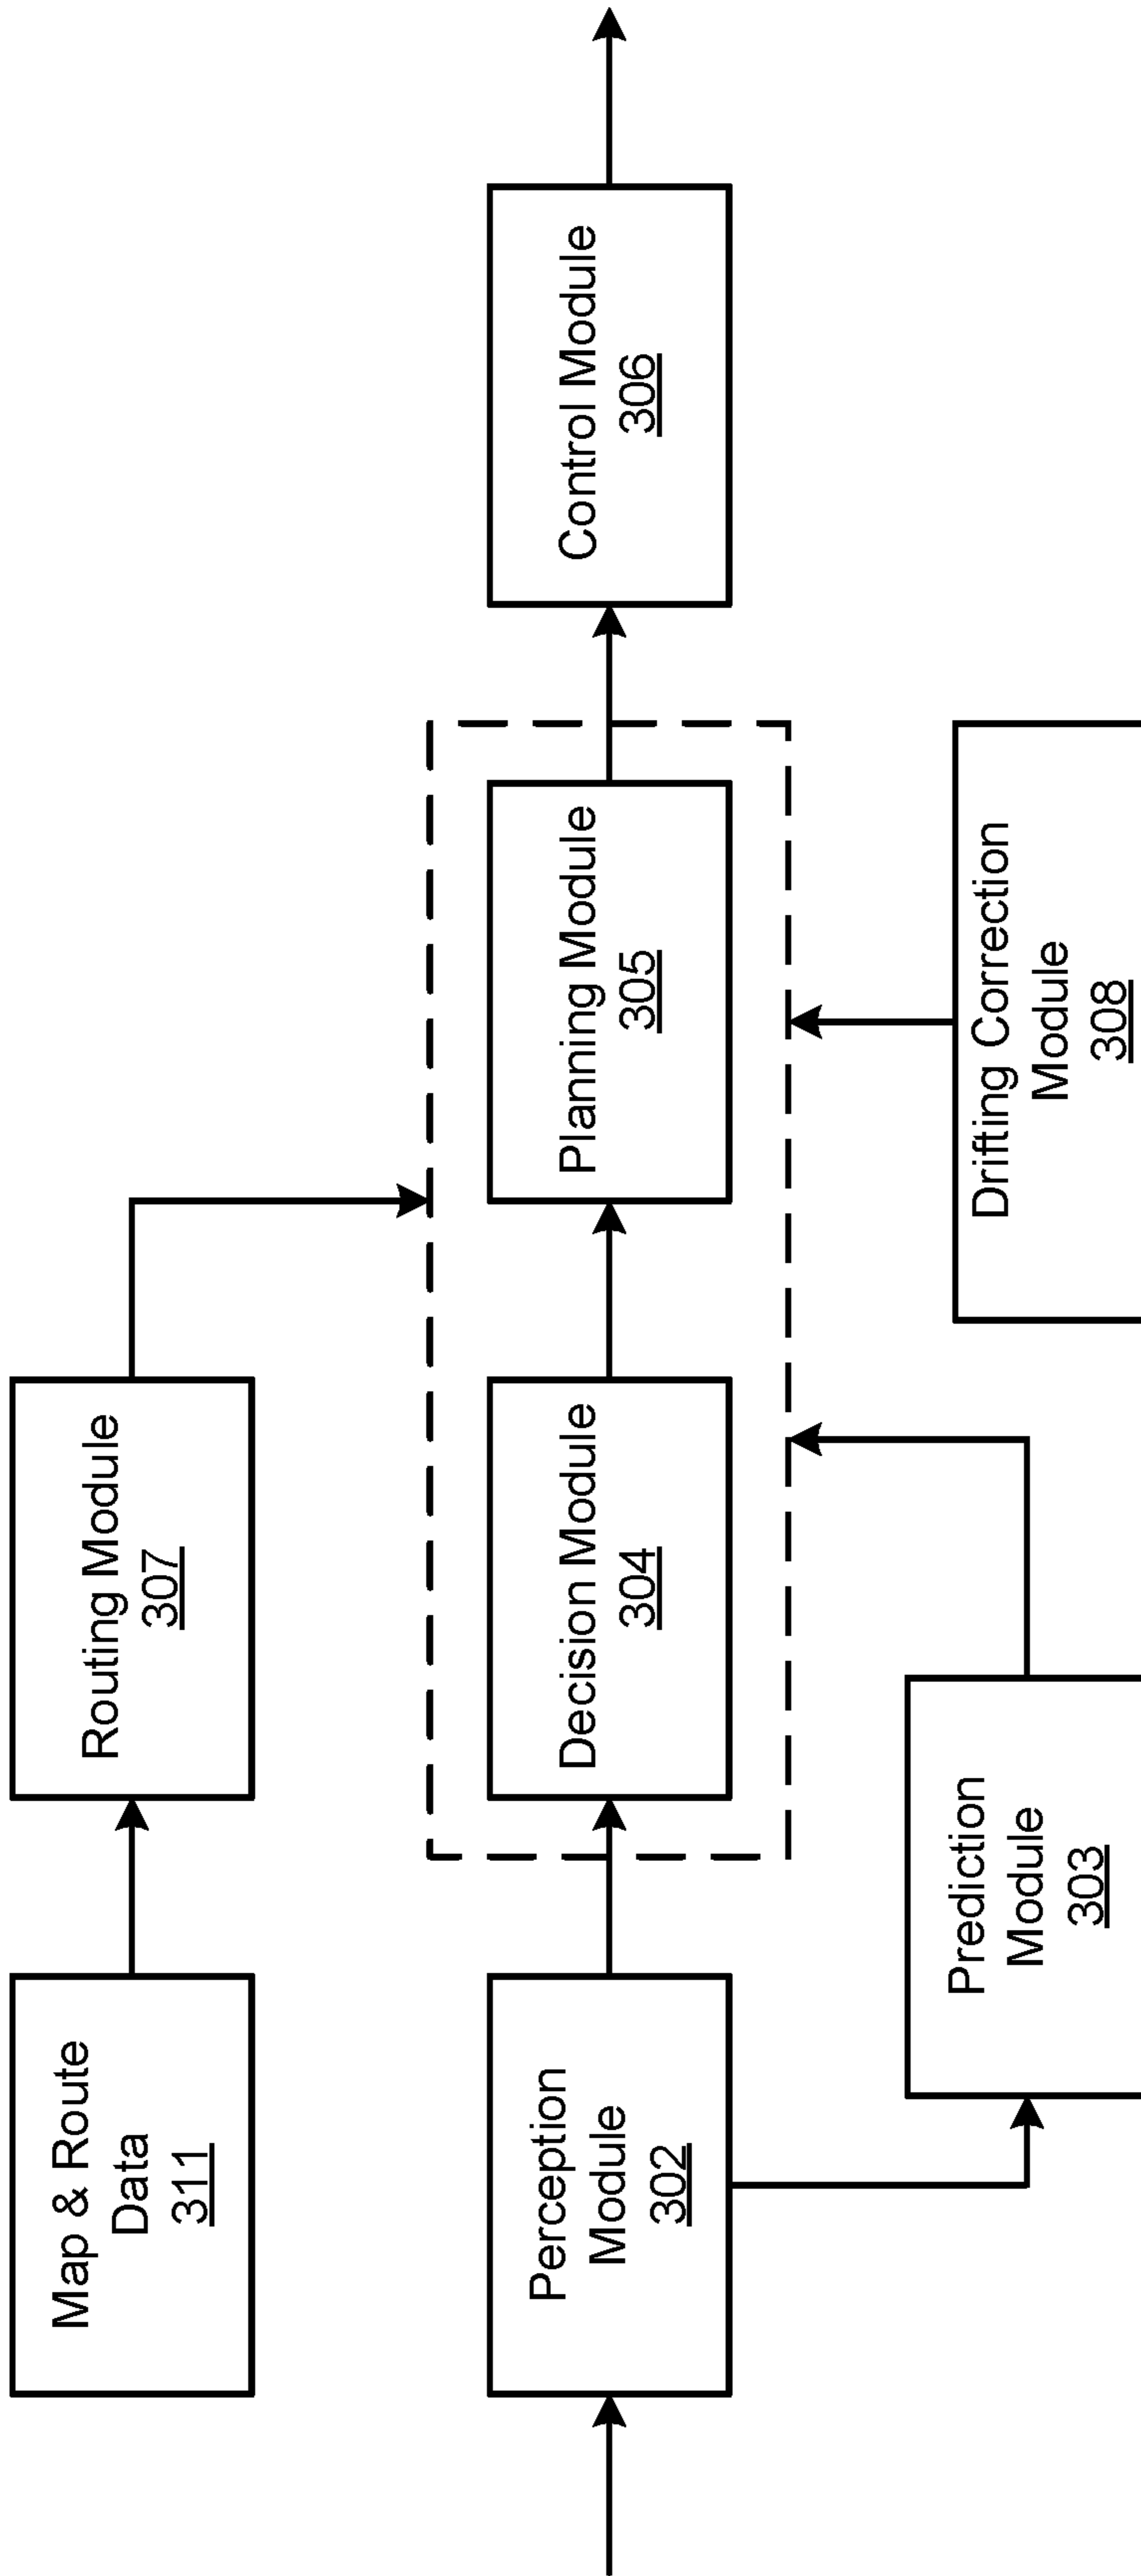 Map & Route
Data
311
Routing Module
307
Perception
Module
302
Decision Module
304
Planning Module
305
Control Module
306
Prediction
Module
303
Drifting Correction
Module
308